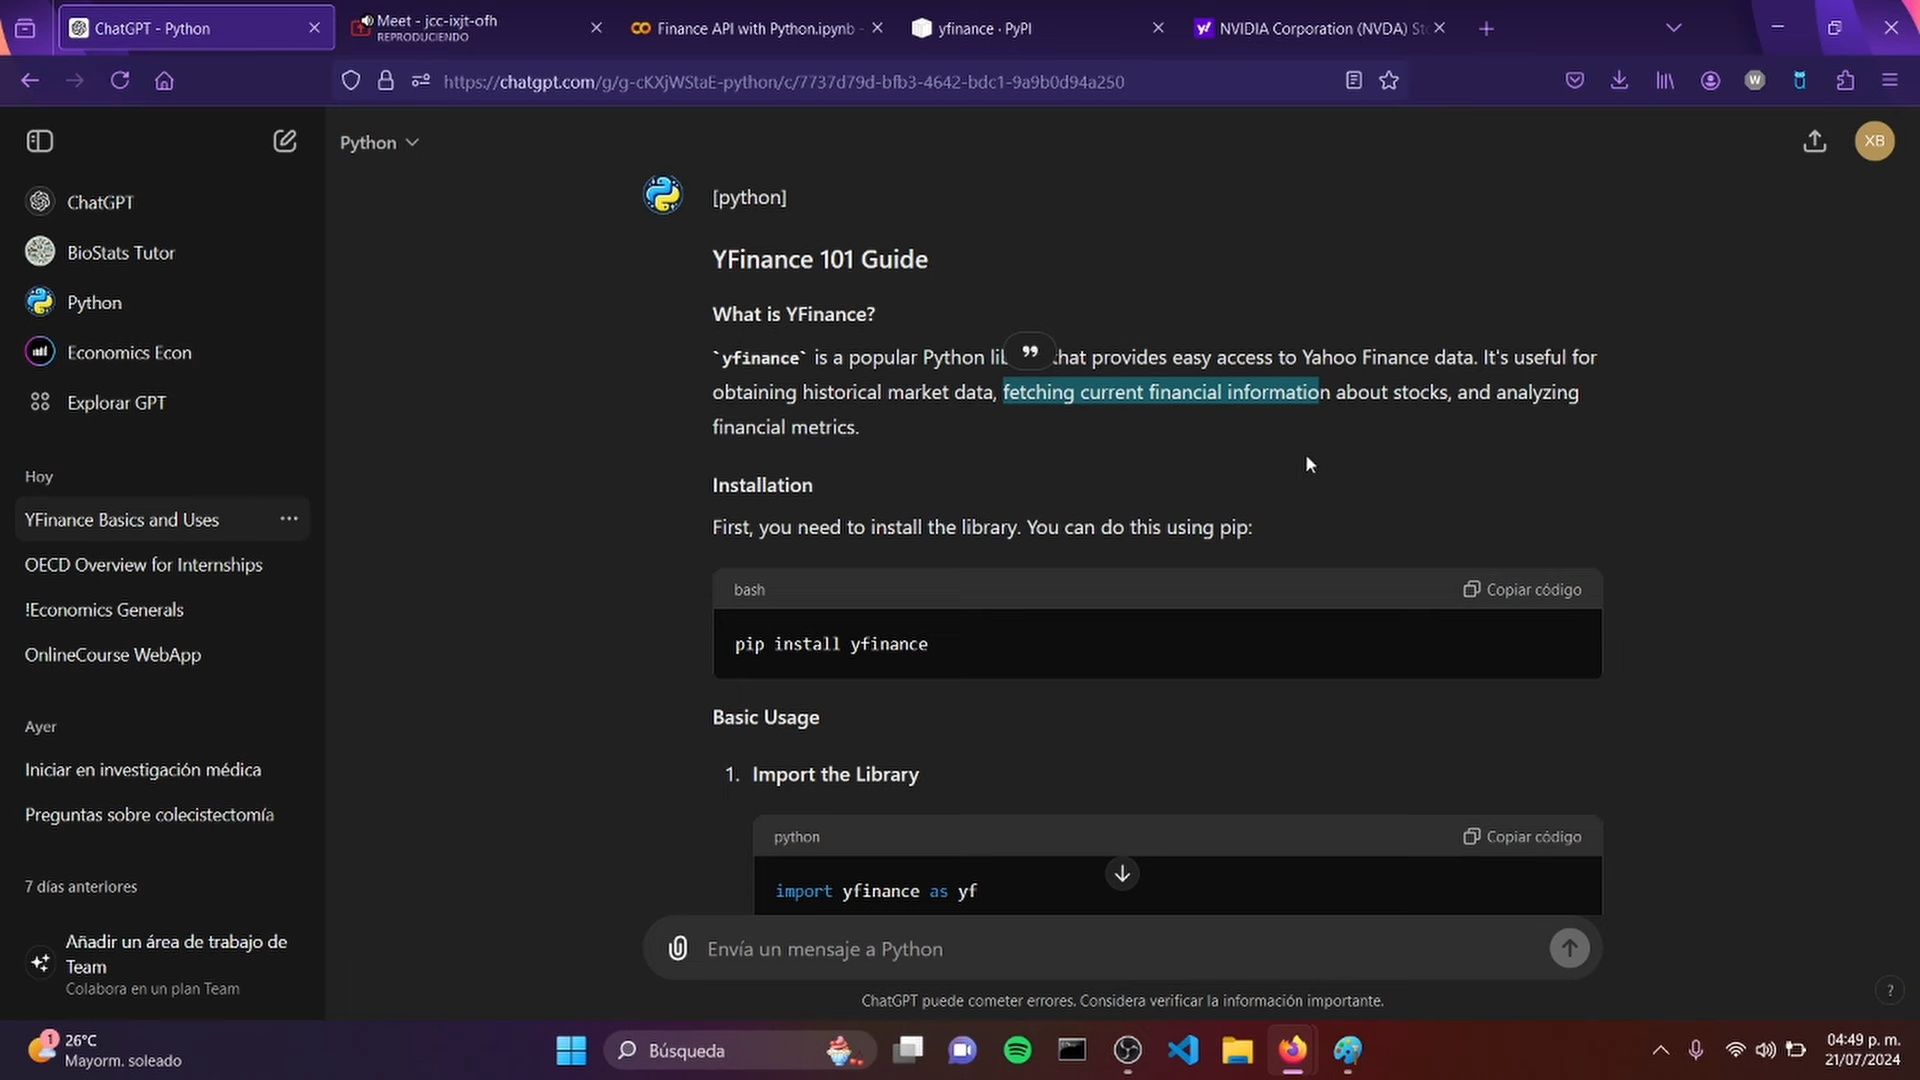 ChatGPT - Python
Meet - jcc-ixjt-ofh
REPRODUCIENDO
Finance API with Python.ipynb -
yfinance · PyPI
NVIDIA Corporation (NVDA) St
https://chatgpt.com/g/g-cKXjWStaE-python/c/7737d79d-bfb3-4642-bdc1-9a9b0d94a250
W
Python
XB
ChatGPT
BioStats Tutor
Python
Economics Econ
Explorar GPT
Hoy
YFinance Basics and Uses
OECD Overview for Internships
!Economics Generals
OnlineCourse WebApp
Ayer
Iniciar en investigación médica
Preguntas sobre colecistectomía
7 días anteriores
Añadir un área de trabajo de
Team
Colabora en un plan Team
[python]
YFinance 101 Guide
What is YFinance?
`yfinance` is a popular Python lib that provides easy access to Yahoo Finance data. It's useful for
obtaining historical market data, fetching current financial information about stocks, and analyzing
financial metrics.
Installation
First, you need to install the library. You can do this using pip:
bash
Copiar código
pip install yfinance
Basic Usage
1. Import the Library
python
Copiar código
import yfinance as yf
Envía un mensaje a Python
ChatGPT puede cometer errores. Considera verificar la información importante.
?
1
26°C
Mayorm. soleado
Búsqueda
04:49 p. m.
21/07/2024